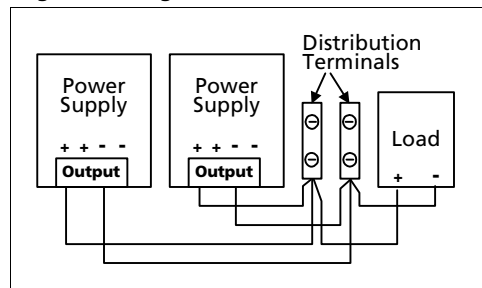 Distribution
Terminals
Power
Supply
+ + - -
Output
Power
Supply
+ + - -
Output
Load
+ -